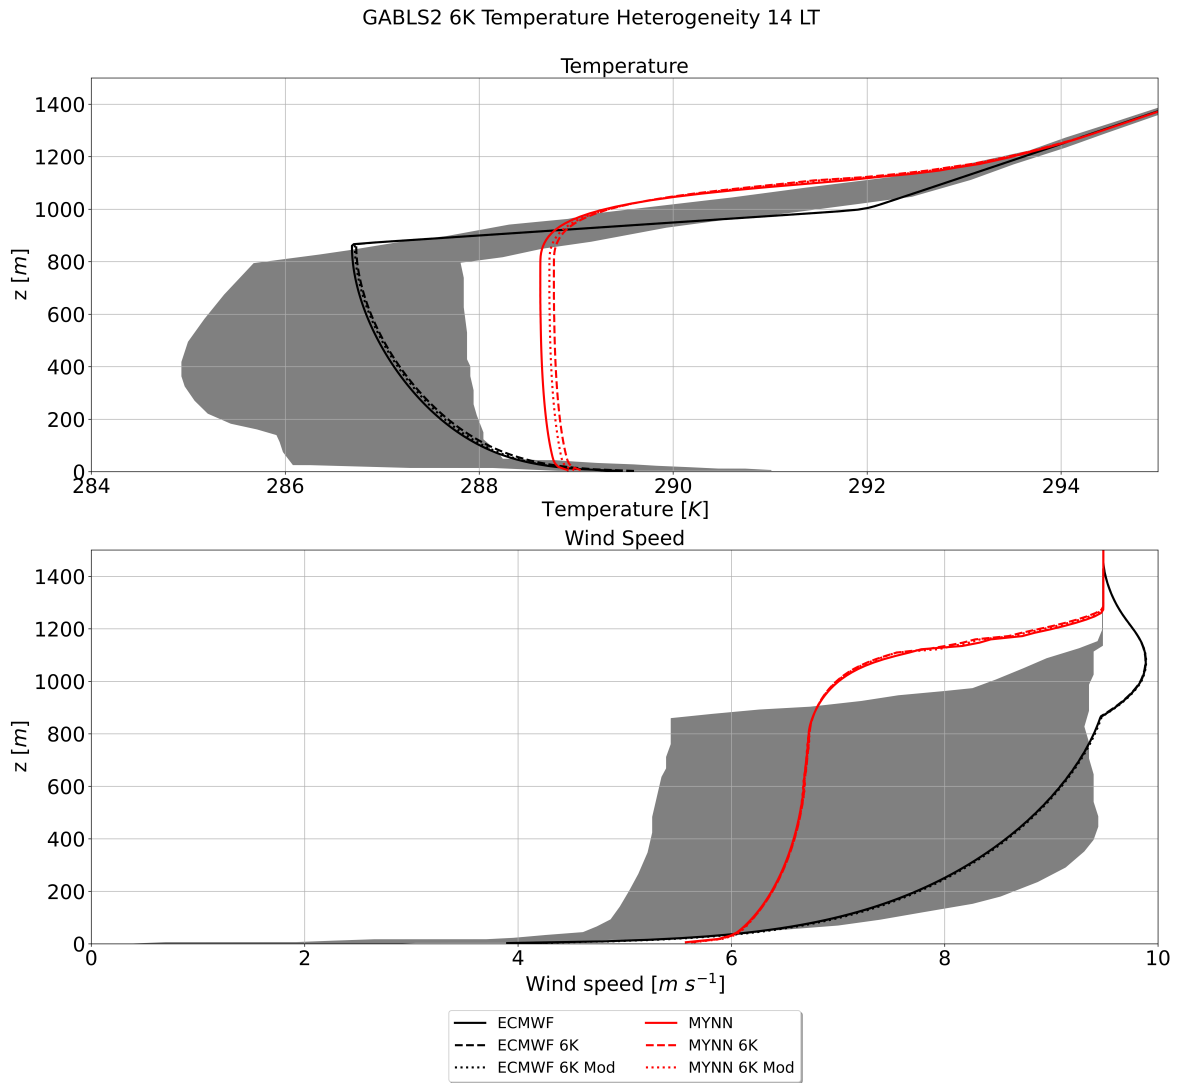 GABLS2 6K Temperature Heterogeneity 14 LT
Temperature
1400
1200
1000
800
600
400
200
0
z [m]
284 286 288 290 292 294
Temperature [K]
Wind Speed
1400
1200
1000
800
600
400
200
0
z [m]
0 2 4 6 8 10
Wind speed [m s⁻¹]
ECMWF MYNN
ECMWF 6K MYNN 6K
ECMWF 6K Mod MYNN 6K Mod